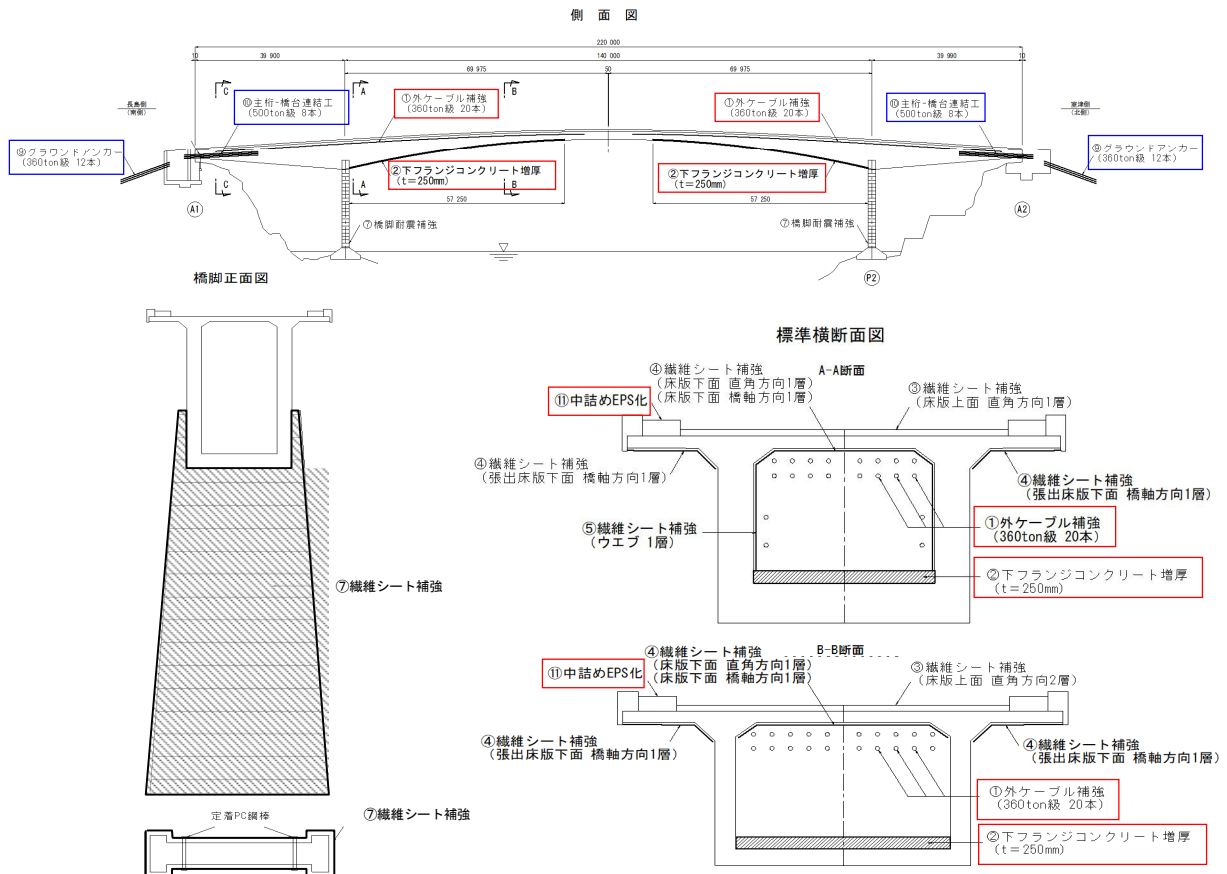 側 面 図
220 000
10
39 900
140 000
39 990
10
69 975
50
69 975
C
A
B
長島側
(南側)
⑩主桁-橋台連結工
(500ton級 8本)
①外ケーブル補強
(360ton級 20本)
①外ケーブル補強
(360ton級 20本)
⑩主桁-橋台連結工
(500ton級 8本)
室津側
(北側)
⑨グラウンドアンカー
(360ton級 12本)
⑨グラウンドアンカー
(360ton級 12本)
②下フランジコンクリート増厚
(t=250mm)
②下フランジコンクリート増厚
(t=250mm)
C
A
B
57 250
57 250
A1
A2
⑦橋脚耐震補強
⑦橋脚耐震補強
P2
橋脚正面図
⑦繊維シート補強
定着PC鋼棒
⑦繊維シート補強
標準横断面図
A-A断面
④繊維シート補強
(床版下面 直角方向1層)
(床版下面 橋軸方向1層)
⑪中詰めEPS化
③繊維シート補強
(床版上面 直角方向1層)
④繊維シート補強
(張出床版下面 橋軸方向1層)
④繊維シート補強
(張出床版下面 橋軸方向1層)
⑤繊維シート補強
(ウエブ 1層)
①外ケーブル補強
(360ton級 20本)
②下フランジコンクリート増厚
(t=250mm)
B-B断面
④繊維シート補強
(床版下面 直角方向1層)
(床版下面 橋軸方向1層)
⑪中詰めEPS化
③繊維シート補強
(床版上面 直角方向2層)
④繊維シート補強
(張出床版下面 橋軸方向1層)
④繊維シート補強
(張出床版下面 橋軸方向1層)
①外ケーブル補強
(360ton級 20本)
②下フランジコンクリート増厚
(t=250mm)